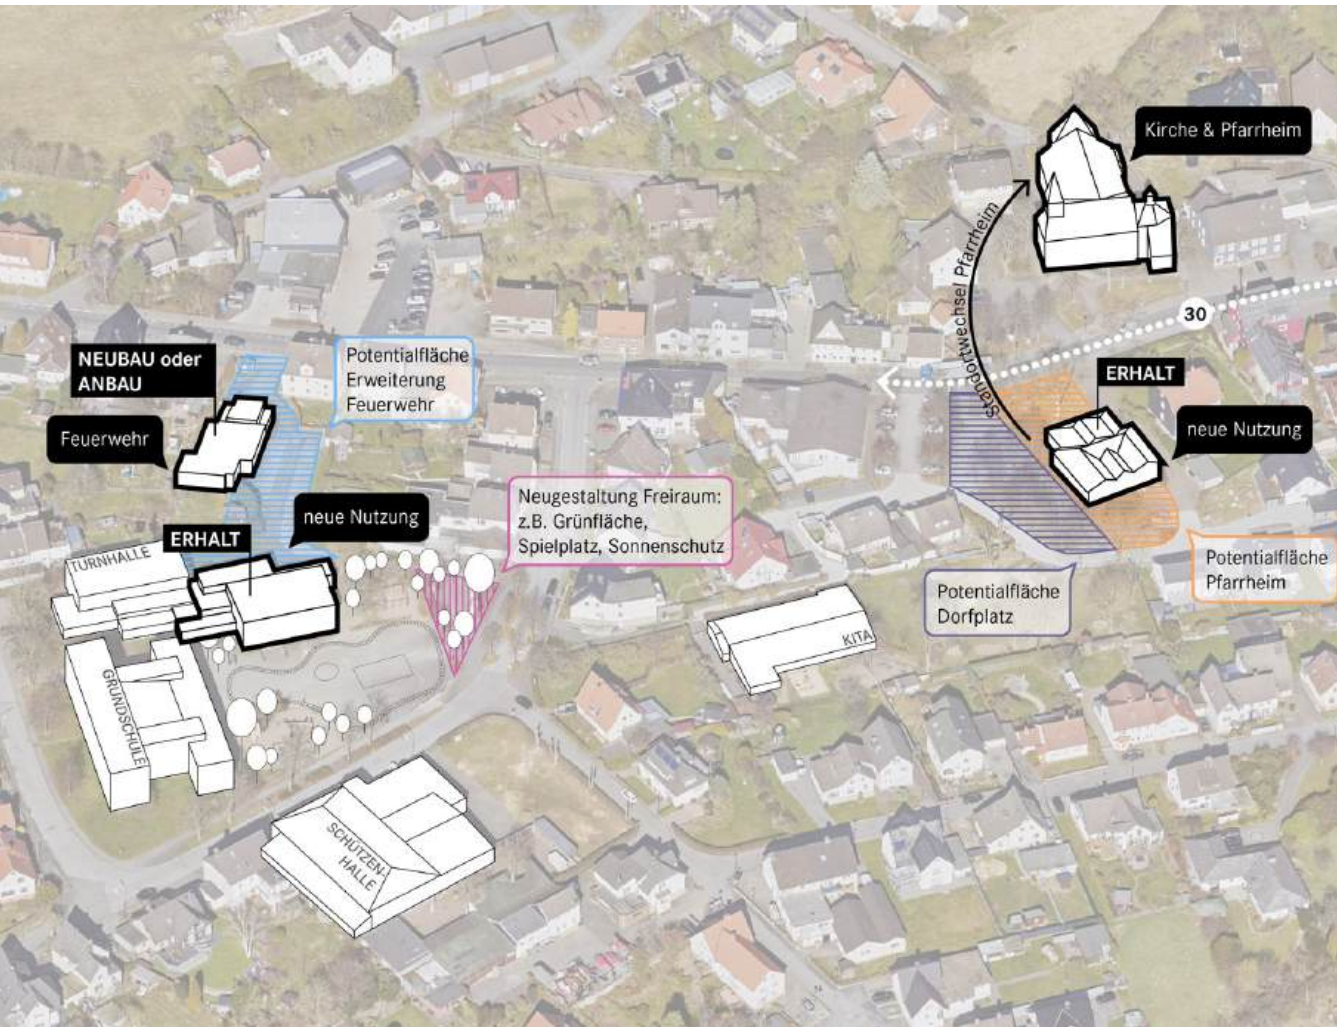 Kirche & Pfarrheim
Standortwechsel Pfarrheim
30
NEUBAU oder
ANBAU
Potentialfläche
Erweiterung
Feuerwehr
ERHALT
Feuerwehr
neue Nutzung
neue Nutzung
Neugestaltung Freiraum:
z.B. Grünfläche,
Spielplatz, Sonnenschutz
ERHALT
TURNHALLE
Potentialfläche
Pfarrheim
Potentialfläche
Dorfplatz
KITA
GRUNDSCHULE
SCHÜTZEN-
HALLE